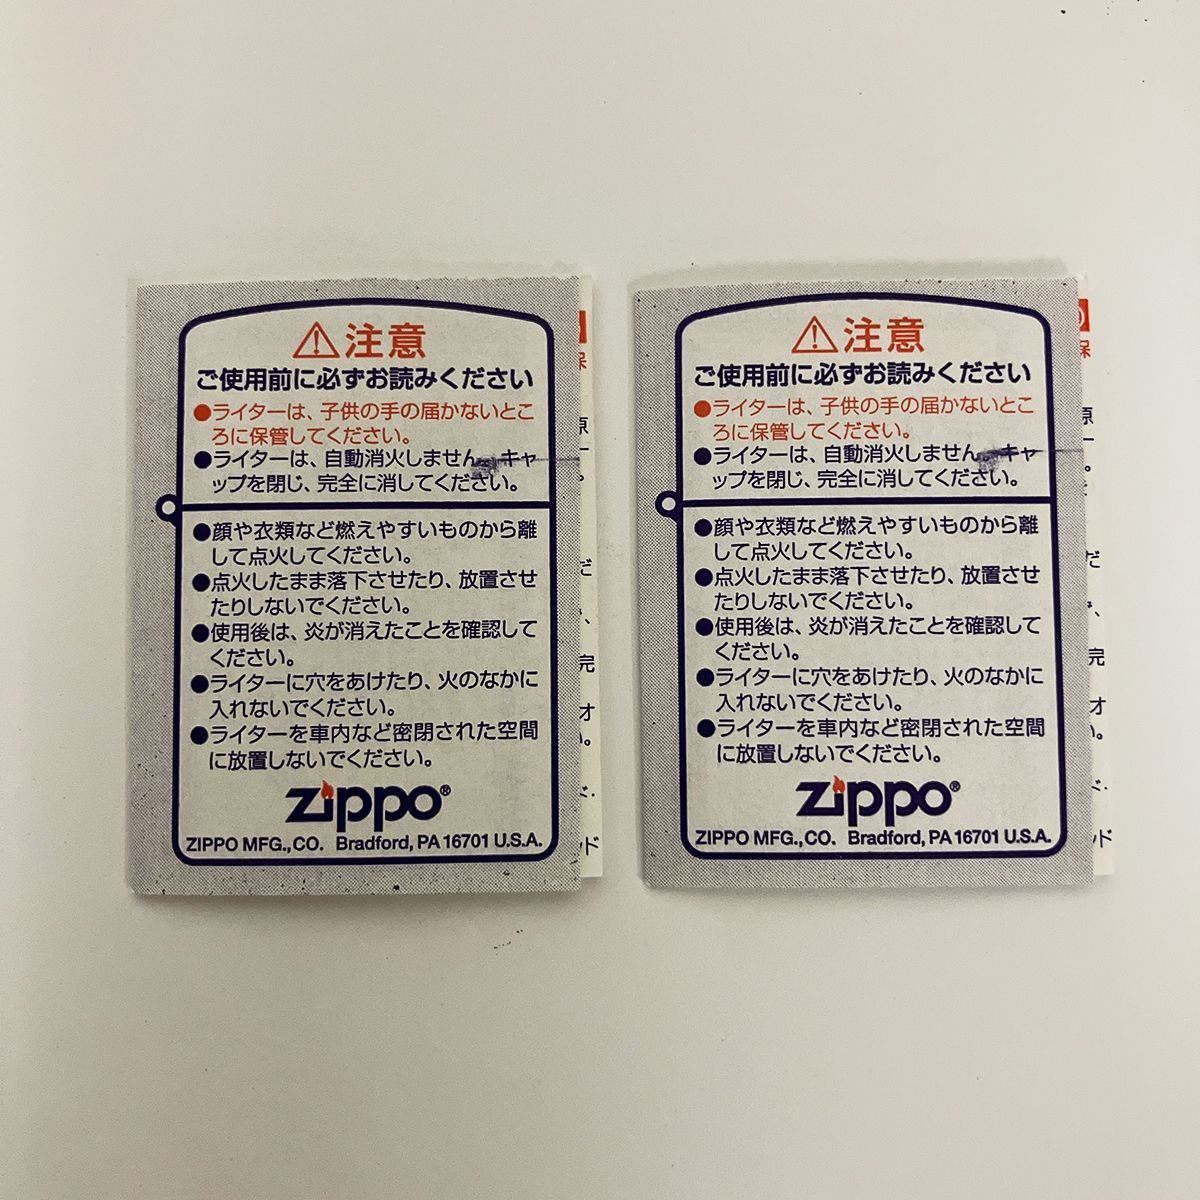 注意
ご使用前に必ずお読みください
●ライターは、子供の手の届かないとこ
ろに保管してください。
●ライターは、自動消火しません。キャ
ップを閉じ、完全に消してください。
●顔や衣類など燃えやすいものから離
して点火してください。
●点火したまま落下させたり、放置させ
たりしないでください。
●使用後は、炎が消えたことを確認して
ください。
●ライターに穴をあけたり、火のなかに
入れないでください。
●ライターを車内など密閉された空間
に放置しないでください。
Zippo®
ZIPPO MFG.,CO. Bradford, PA 16701 U.S.A.
注意
ご使用前に必ずお読みください
●ライターは、子供の手の届かないとこ
ろに保管してください。
●ライターは、自動消火しません。キャ
ップを閉じ、完全に消してください。
●顔や衣類など燃えやすいものから離
して点火してください。
●点火したまま落下させたり、放置させ
たりしないでください。
●使用後は、炎が消えたことを確認して
ください。
●ライターに穴をあけたり、火のなかに
入れないでください。
●ライターを車内など密閉された空間
に放置しないでください。
Zippo®
ZIPPO MFG.,CO. Bradford, PA 16701 U.S.A.